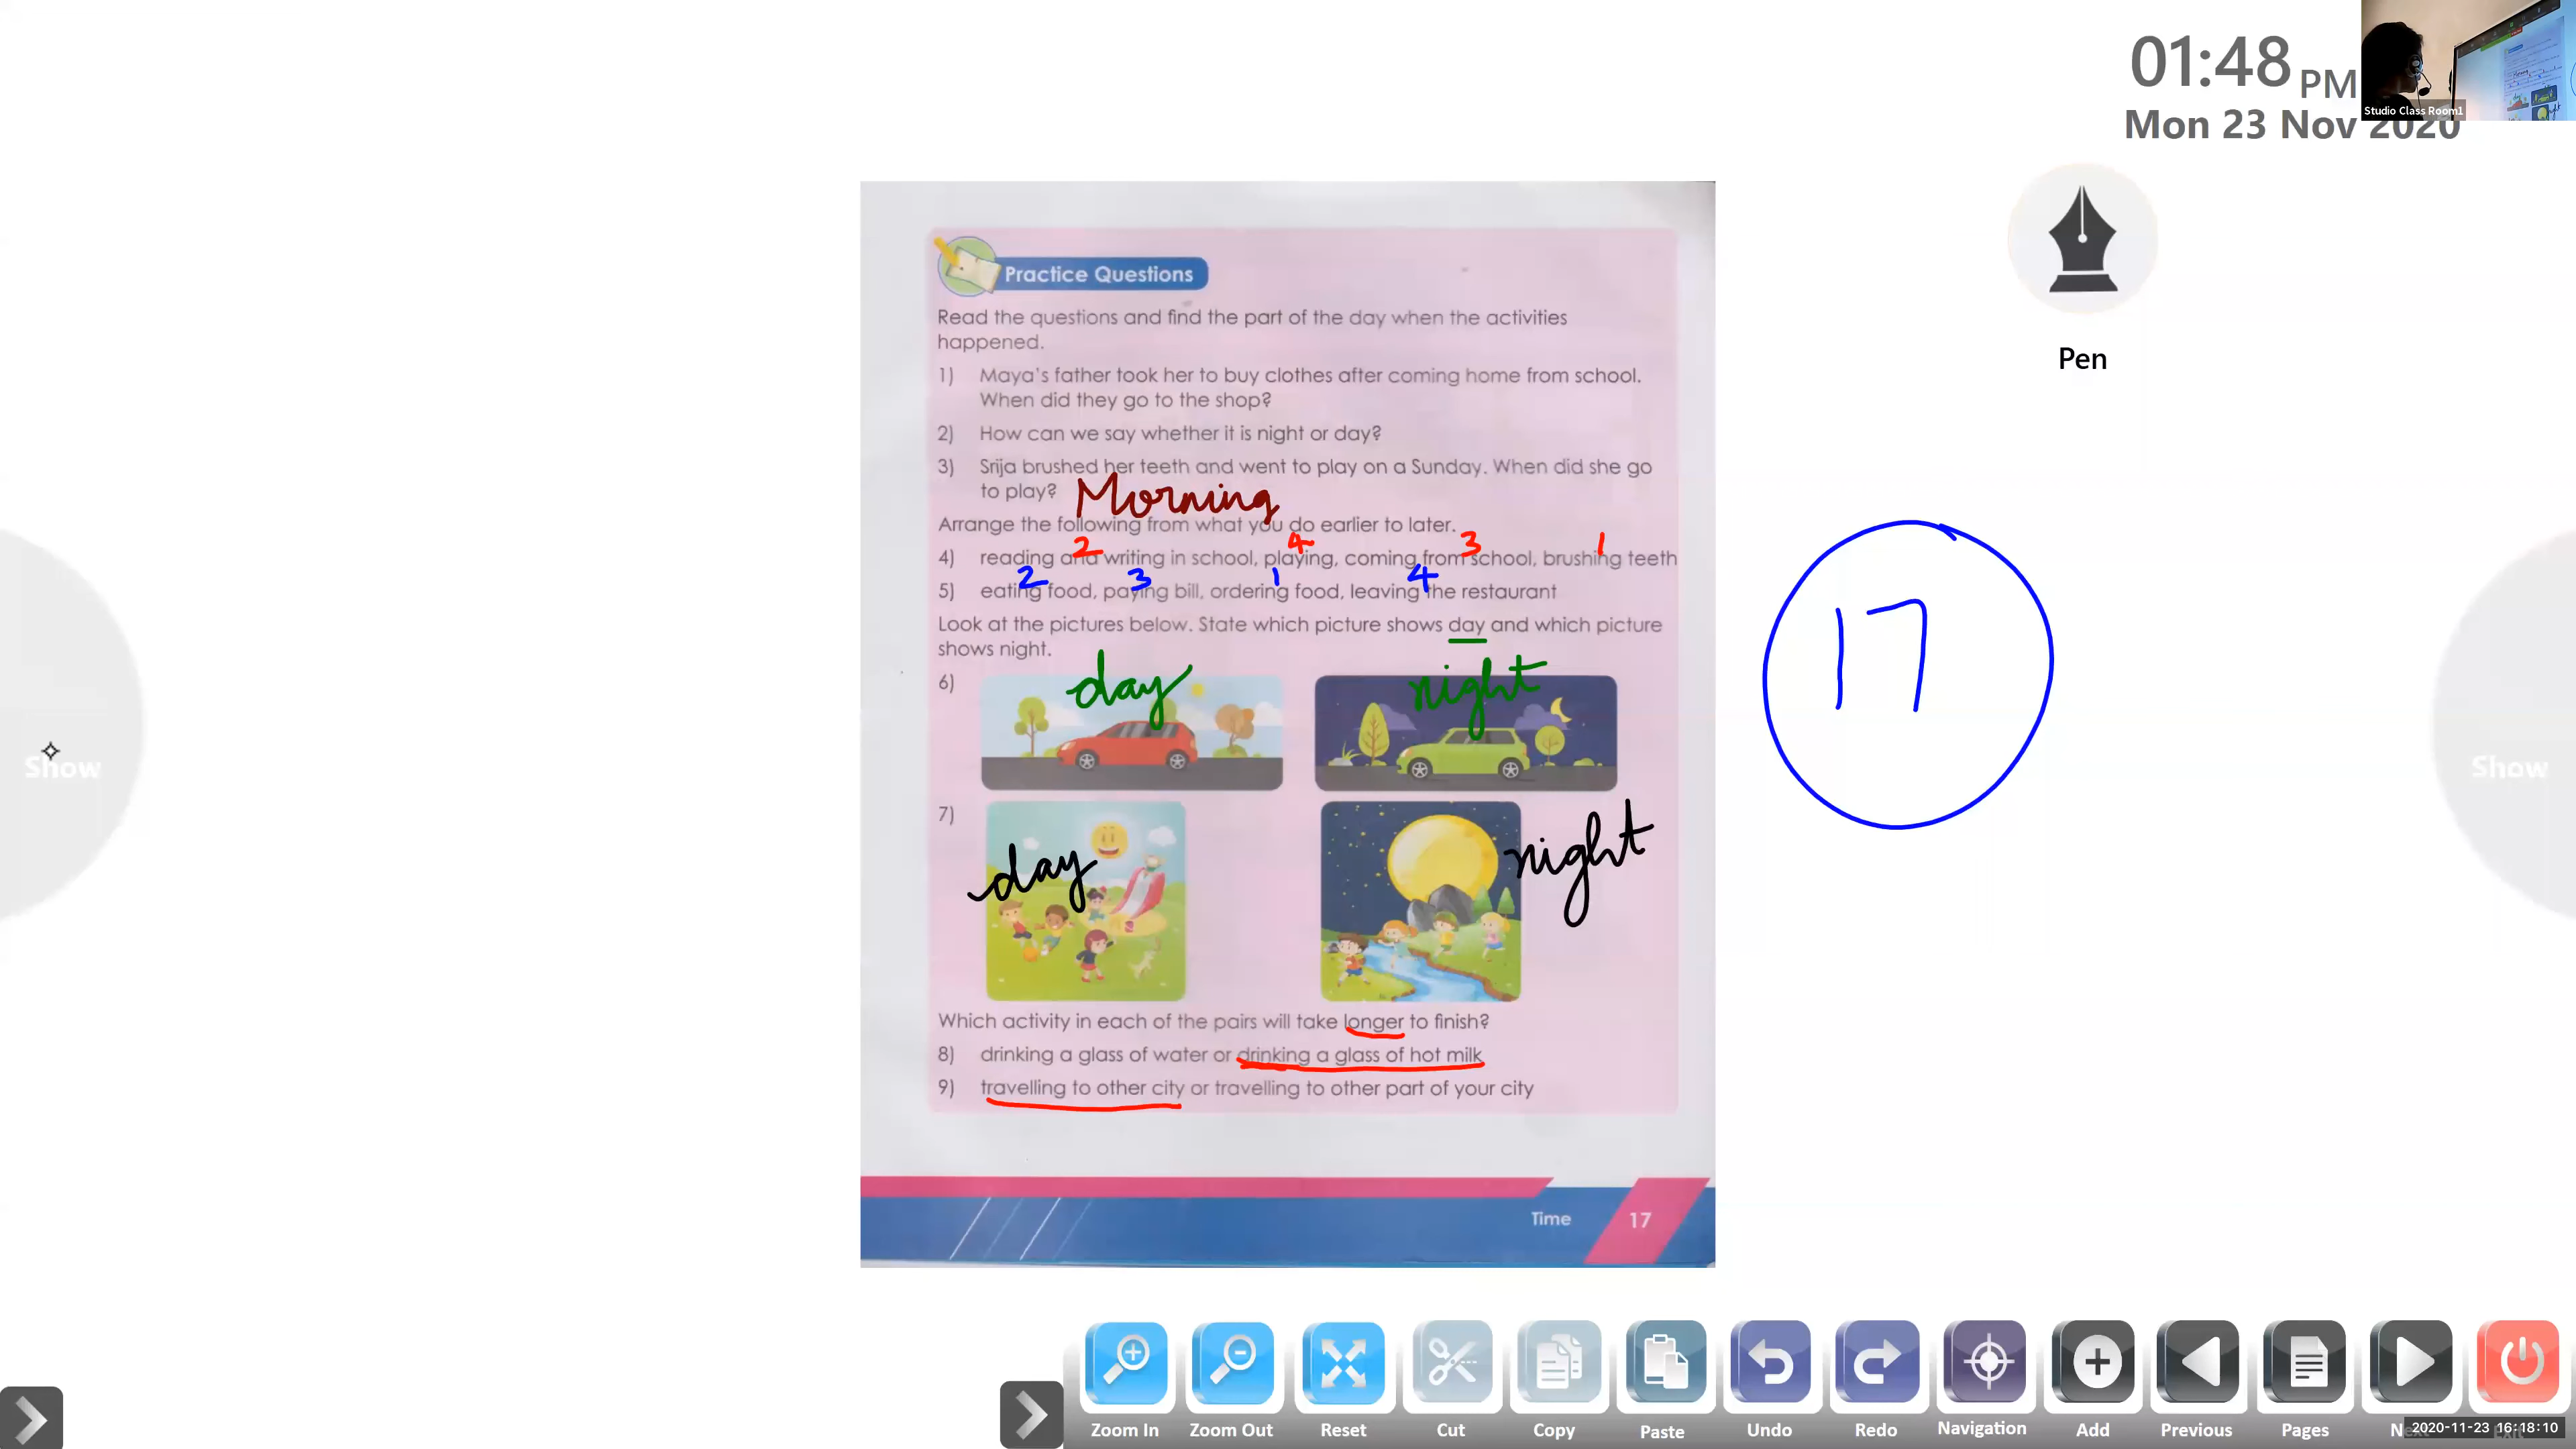 01:48 PM
Mon 23 Nov 2020
Studio Class Room1
Pen
Practice Questions
Read the questions and find the part of the day when the activities
happened.
1) Maya's father took her to buy clothes after coming home from school.
When did they go to the shop?
2) How can we say whether it is night or day?
3) Srija brushed her teeth and went to play on a Sunday. When did she go
to play? Morning
Arrange the following from what you do earlier to later.
2 4 3 1
4) reading and writing in school, playing, coming from school, brushing teeth
2 3 1 4
5) eating food, paying bill, ordering food, leaving the restaurant
Look at the pictures below. State which picture shows day and which picture
shows night.
6) day night
17
7) day night
Which activity in each of the pairs will take longer to finish?
8) drinking a glass of water or drinking a glass of hot milk
9) travelling to other city or travelling to other part of your city
Time 17
Show
Show
Zoom In Zoom Out Reset Cut Copy Paste Undo Redo Navigation Add Previous Pages
2020-11-23 16:18:10